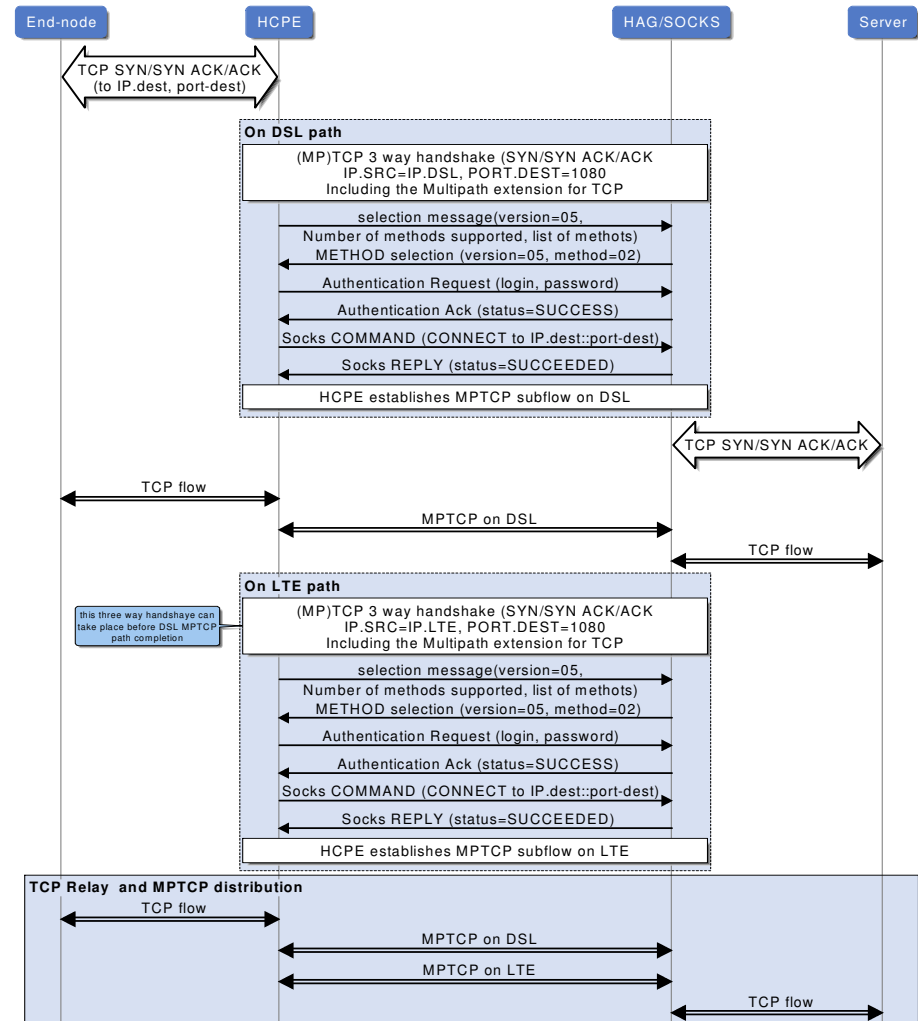 End-node
HCPE
HAG/SOCKS
Server
TCP SYN/SYN ACK/ACK
(to IP.dest, port-dest)
On DSL path
(MP)TCP 3 way handshake (SYN/SYN ACK/ACK
IP.SRC=IP.DSL, PORT.DEST=1080
Including the Multipath extension for TCP
selection message(version=05,
Number of methods supported, list of methots)
METHOD selection (version=05, method=02)
Authentication Request (login, password)
Authentication Ack (status=SUCCESS)
Socks COMMAND (CONNECT to IP.dest::port-dest)
Socks REPLY (status=SUCCEEDED)
HCPE establishes MPTCP subflow on DSL
TCP SYN/SYN ACK/ACK
TCP flow
MPTCP on DSL
TCP flow
On LTE path
this three way handshaye can
take place before DSL MPTCP
path completion
(MP)TCP 3 way handshake (SYN/SYN ACK/ACK
IP.SRC=IP.LTE, PORT.DEST=1080
Including the Multipath extension for TCP
selection message(version=05,
Number of methods supported, list of methots)
METHOD selection (version=05, method=02)
Authentication Request (login, password)
Authentication Ack (status=SUCCESS)
Socks COMMAND (CONNECT to IP.dest::port-dest)
Socks REPLY (status=SUCCEEDED)
HCPE establishes MPTCP subflow on LTE
TCP Relay and MPTCP distribution
TCP flow
MPTCP on DSL
MPTCP on LTE
TCP flow